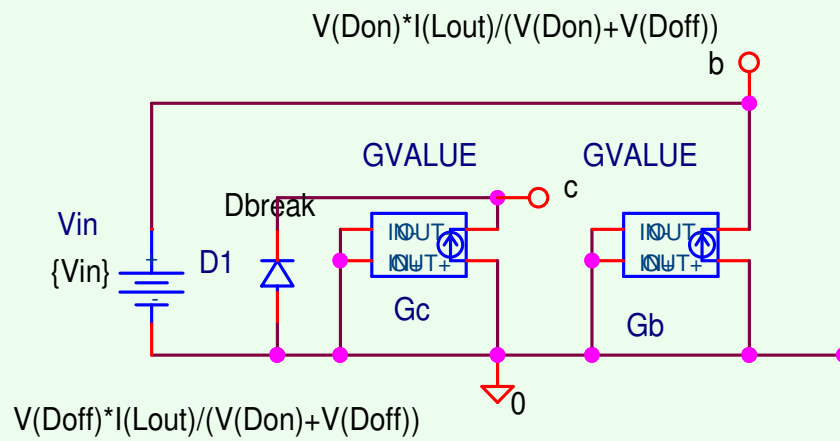 V(Don)*I(Lout)/(V(Don)+V(Doff))
b
GVALUE
GVALUE
c
Dbreak
Vin
{Vin}
+
-
D1
Gc
Gb
0
V(Doff)*I(Lout)/(V(Don)+V(Doff))